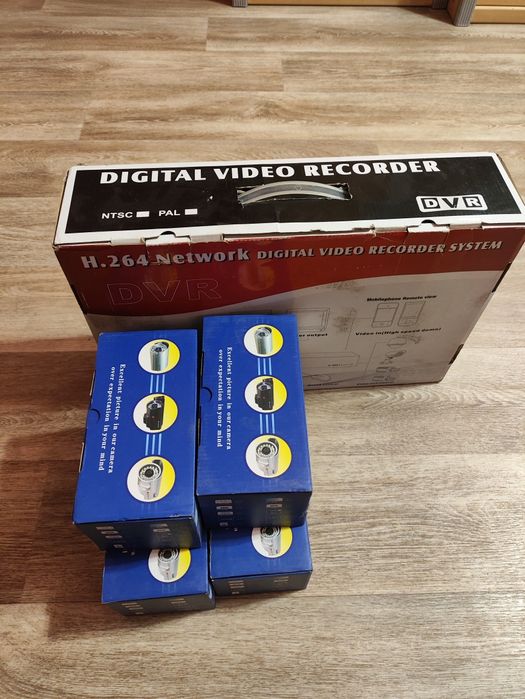 DIGITAL VIDEO RECORDER
NTSC PAL
DVR
H.264 Network DIGITAL VIDEO RECORDER SYSTEM
DVR
Mobilephone Remote view
output
Video in(High speed dome)
Excellent picture in our camera
over expectation in your mind
Excellent picture in our camera
over expectation in your mind